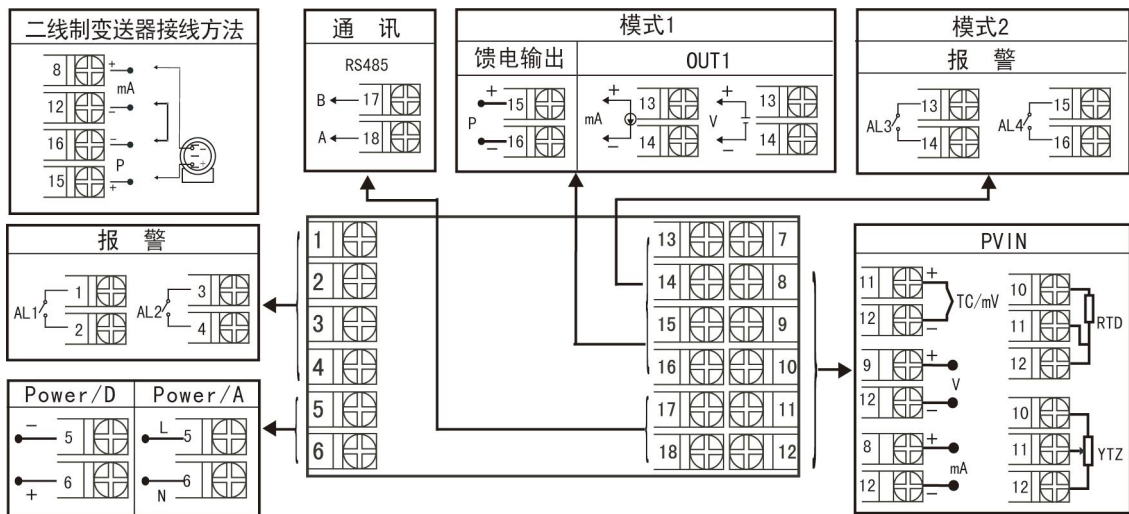 二线制变送器接线方法
8 + mA
12 -
16 - P
15 +
通 讯
RS485
B 17
A 18
模式1
馈电输出
OUT1
+ 15
P
- 16
+ 13
mA
- 14
+ 13
V
- 14
模式2
报 警
AL3 13
14
AL4 15
16
报 警
AL1 1
2
AL2 3
4
Power/D
Power/A
- 5
+ 6
L 5
N 6
1
2
3
4
5
6
13 7
14 8
15 9
16 10
17 11
18 12
PVIN
11 +
TC/mV
12 -
9 +
V
12 -
8 +
mA
12 -
10
11 RTD
12
10
11 YTZ
12